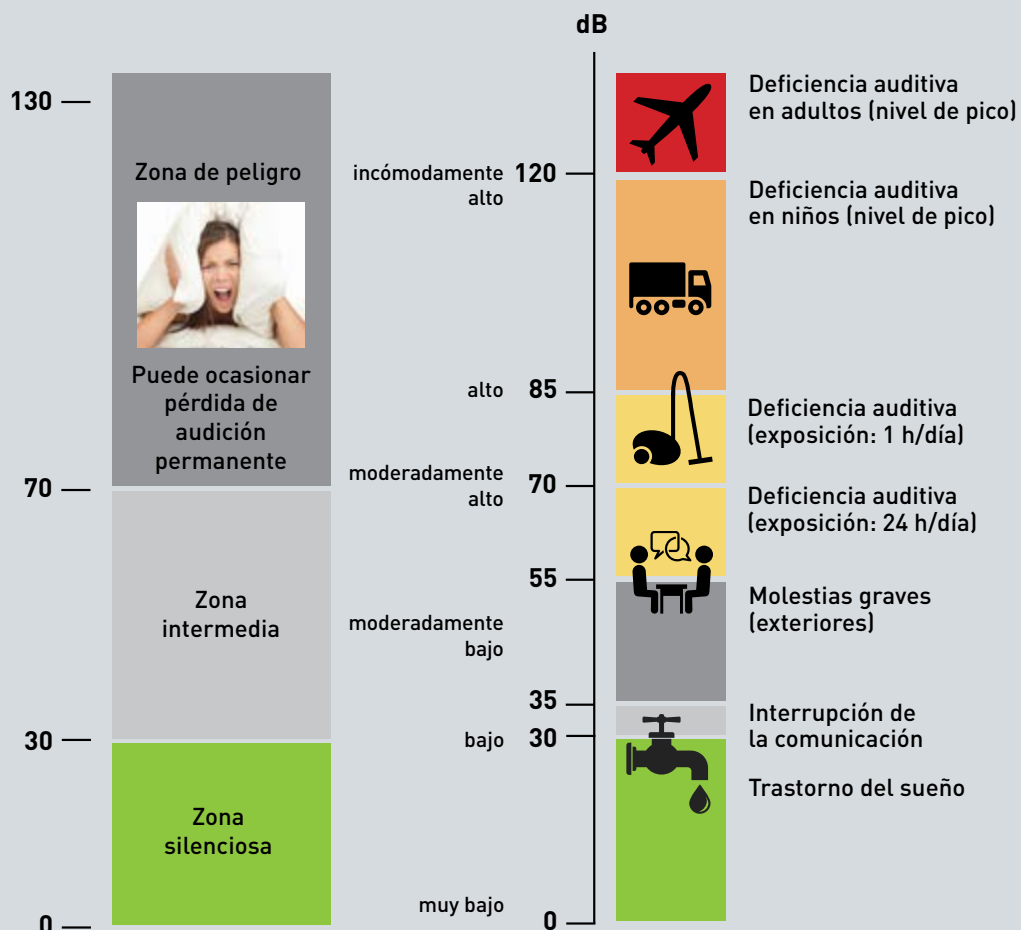 dB
130
Zona de peligro
Puede ocasionar
pérdida de
audición
permanente
70
Zona
intermedia
30
Zona
silenciosa
0
incómodamente
alto
alto
moderadamente
alto
moderadamente
bajo
bajo
muy bajo
120
85
70
55
35
30
0
Deficiencia auditiva
en adultos (nivel de pico)
Deficiencia auditiva
en niños (nivel de pico)
Deficiencia auditiva
(exposición: 1 h/día)
Deficiencia auditiva
(exposición: 24 h/día)
Molestias graves
(exteriores)
Interrupción de
la comunicación
Trastorno del sueño